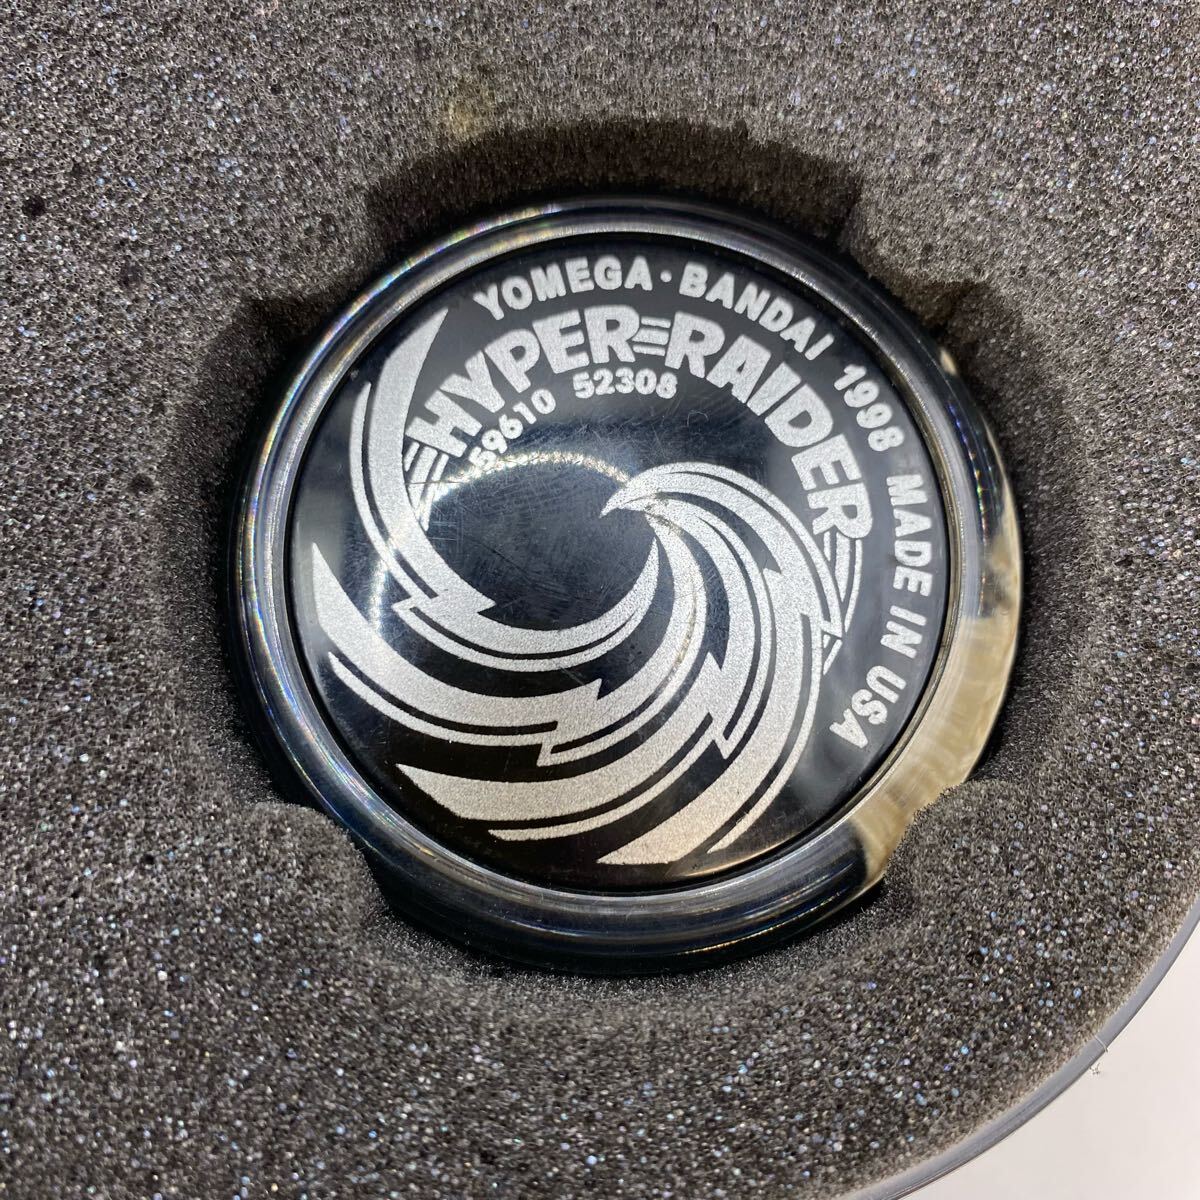 YOMEGA·BANDAI 1998 MADE IN USA
HYPER RAIDER
59610 52308